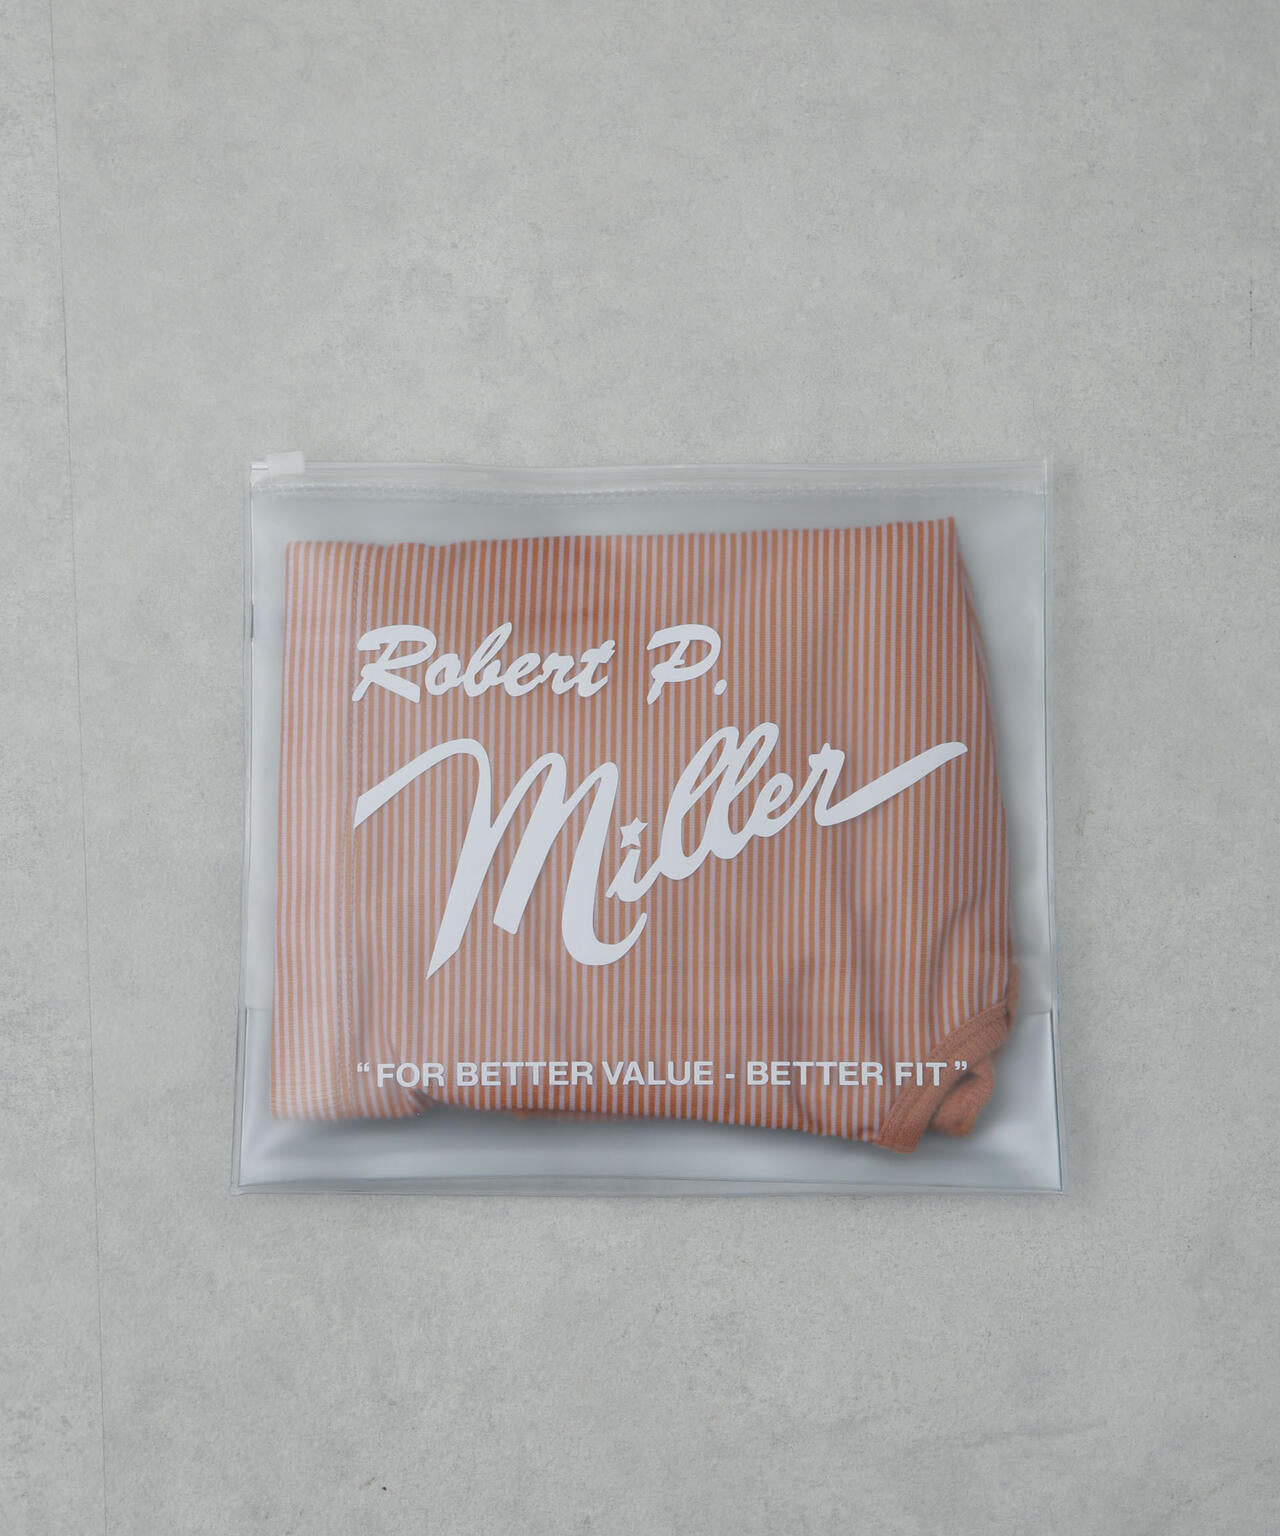 Robert P.
Miller
“ FOR BETTER VALUE - BETTER FIT ”